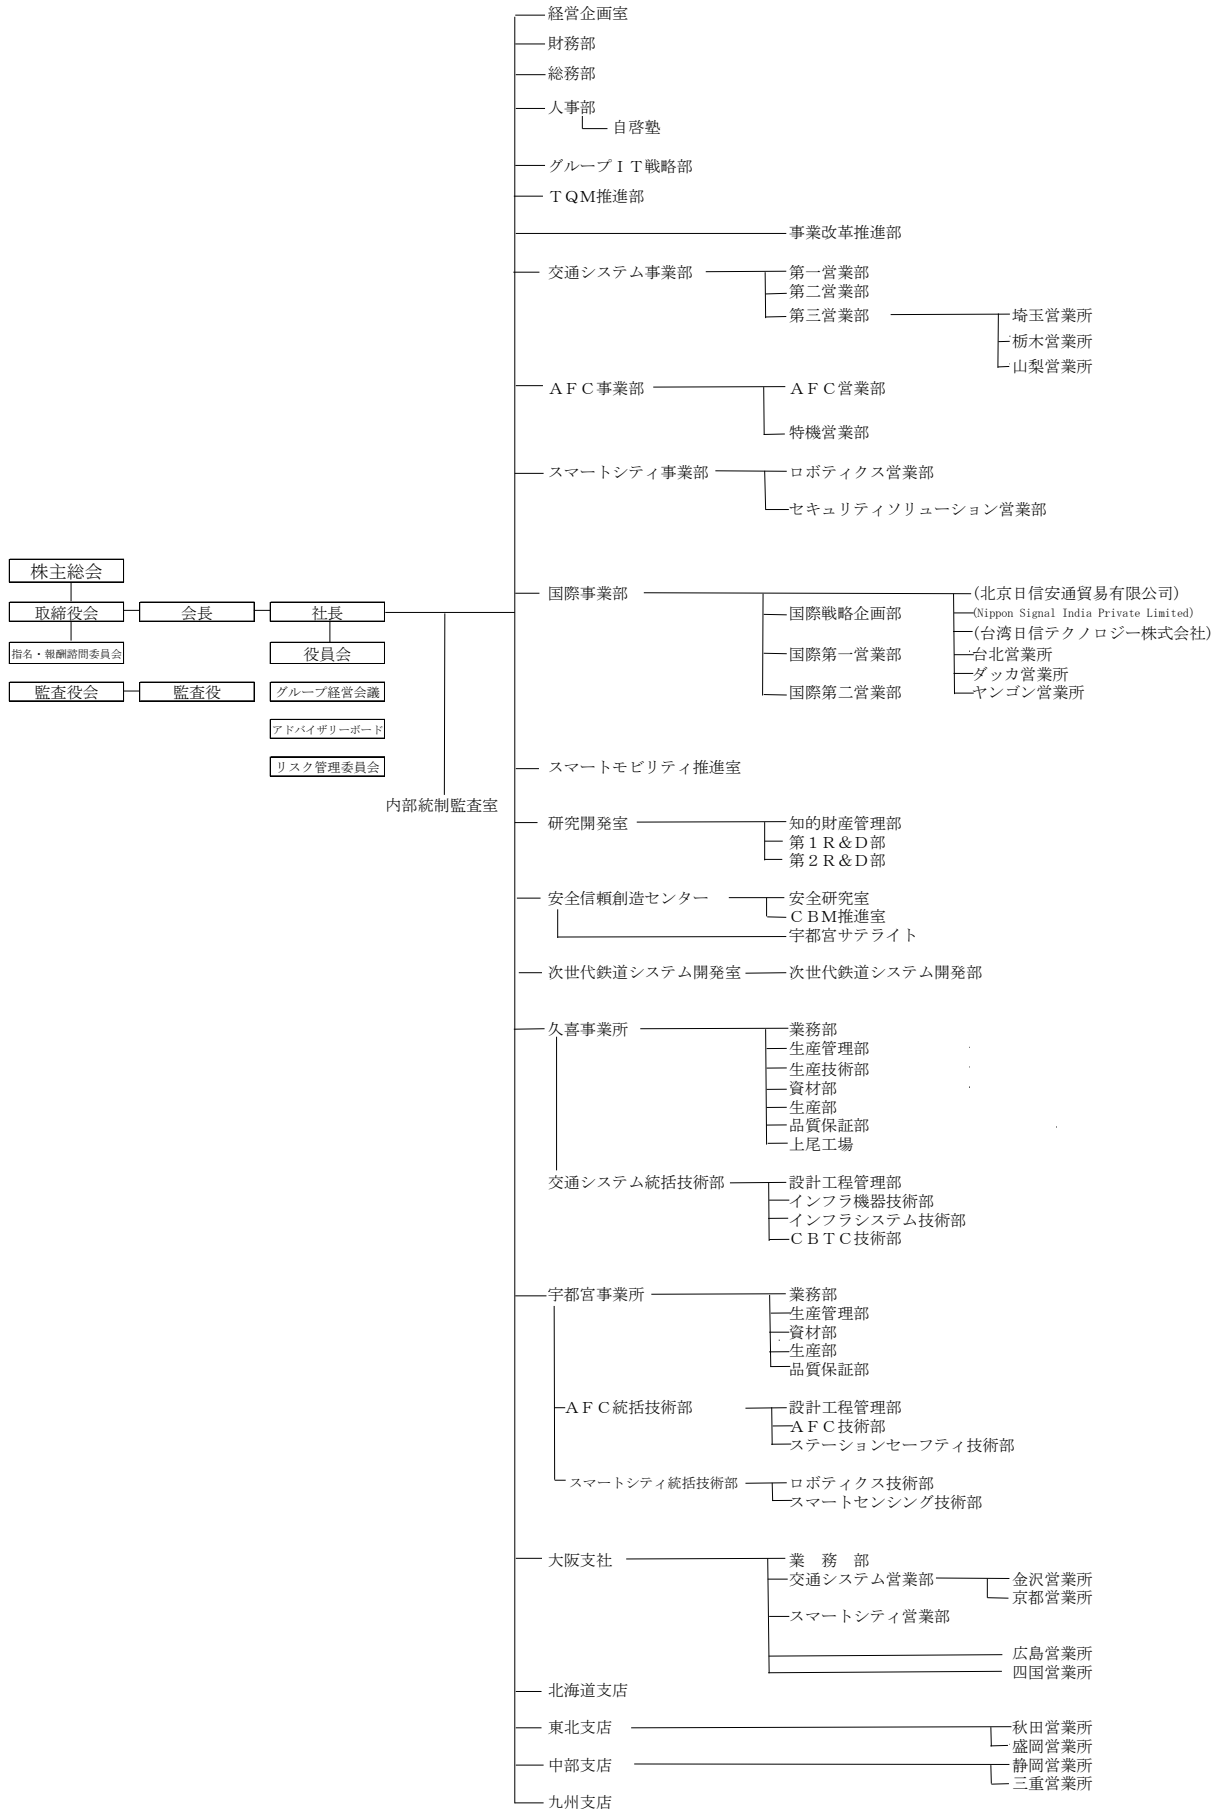 経営企画室
財務部
総務部
人事部
自啓塾
グループＩＴ戦略部
ＴＱＭ推進部
事業改革推進部
交通システム事業部
第一営業部
第二営業部
第三営業部
埼玉営業所
栃木営業所
山梨営業所
ＡＦＣ事業部
ＡＦＣ営業部
特機営業部
スマートシティ事業部
ロボティクス営業部
セキュリティソリューション営業部
株主総会
取締役会
会長
社長
指名・報酬諮問委員会
役員会
監査役会
監査役
グループ経営会議
アドバイザリーボード
リスク管理委員会
内部統制監査室
国際事業部
国際戦略企画部
国際第一営業部
国際第二営業部
(北京日信安通貿易有限公司)
(Nippon Signal India Private Limited)
(台湾日信テクノロジー株式会社)
台北営業所
ダッカ営業所
ヤンゴン営業所
スマートモビリティ推進室
研究開発室
知的財産管理部
第１Ｒ＆Ｄ部
第２Ｒ＆Ｄ部
安全信頼創造センター
安全研究室
ＣＢＭ推進室
宇都宮サテライト
次世代鉄道システム開発室
次世代鉄道システム開発部
久喜事業所
業務部
生産管理部
生産技術部
資材部
生産部
品質保証部
上尾工場
交通システム統括技術部
設計工程管理部
インフラ機器技術部
インフラシステム技術部
ＣＢＴＣ技術部
宇都宮事業所
業務部
生産管理部
資材部
生産部
品質保証部
ＡＦＣ統括技術部
設計工程管理部
ＡＦＣ技術部
ステーションセーフティ技術部
スマートシティ統括技術部
ロボティクス技術部
スマートセンシング技術部
大阪支社
業　務　部
交通システム営業部
金沢営業所
京都営業所
スマートシティ営業部
広島営業所
四国営業所
北海道支店
東北支店
秋田営業所
盛岡営業所
中部支店
静岡営業所
三重営業所
九州支店